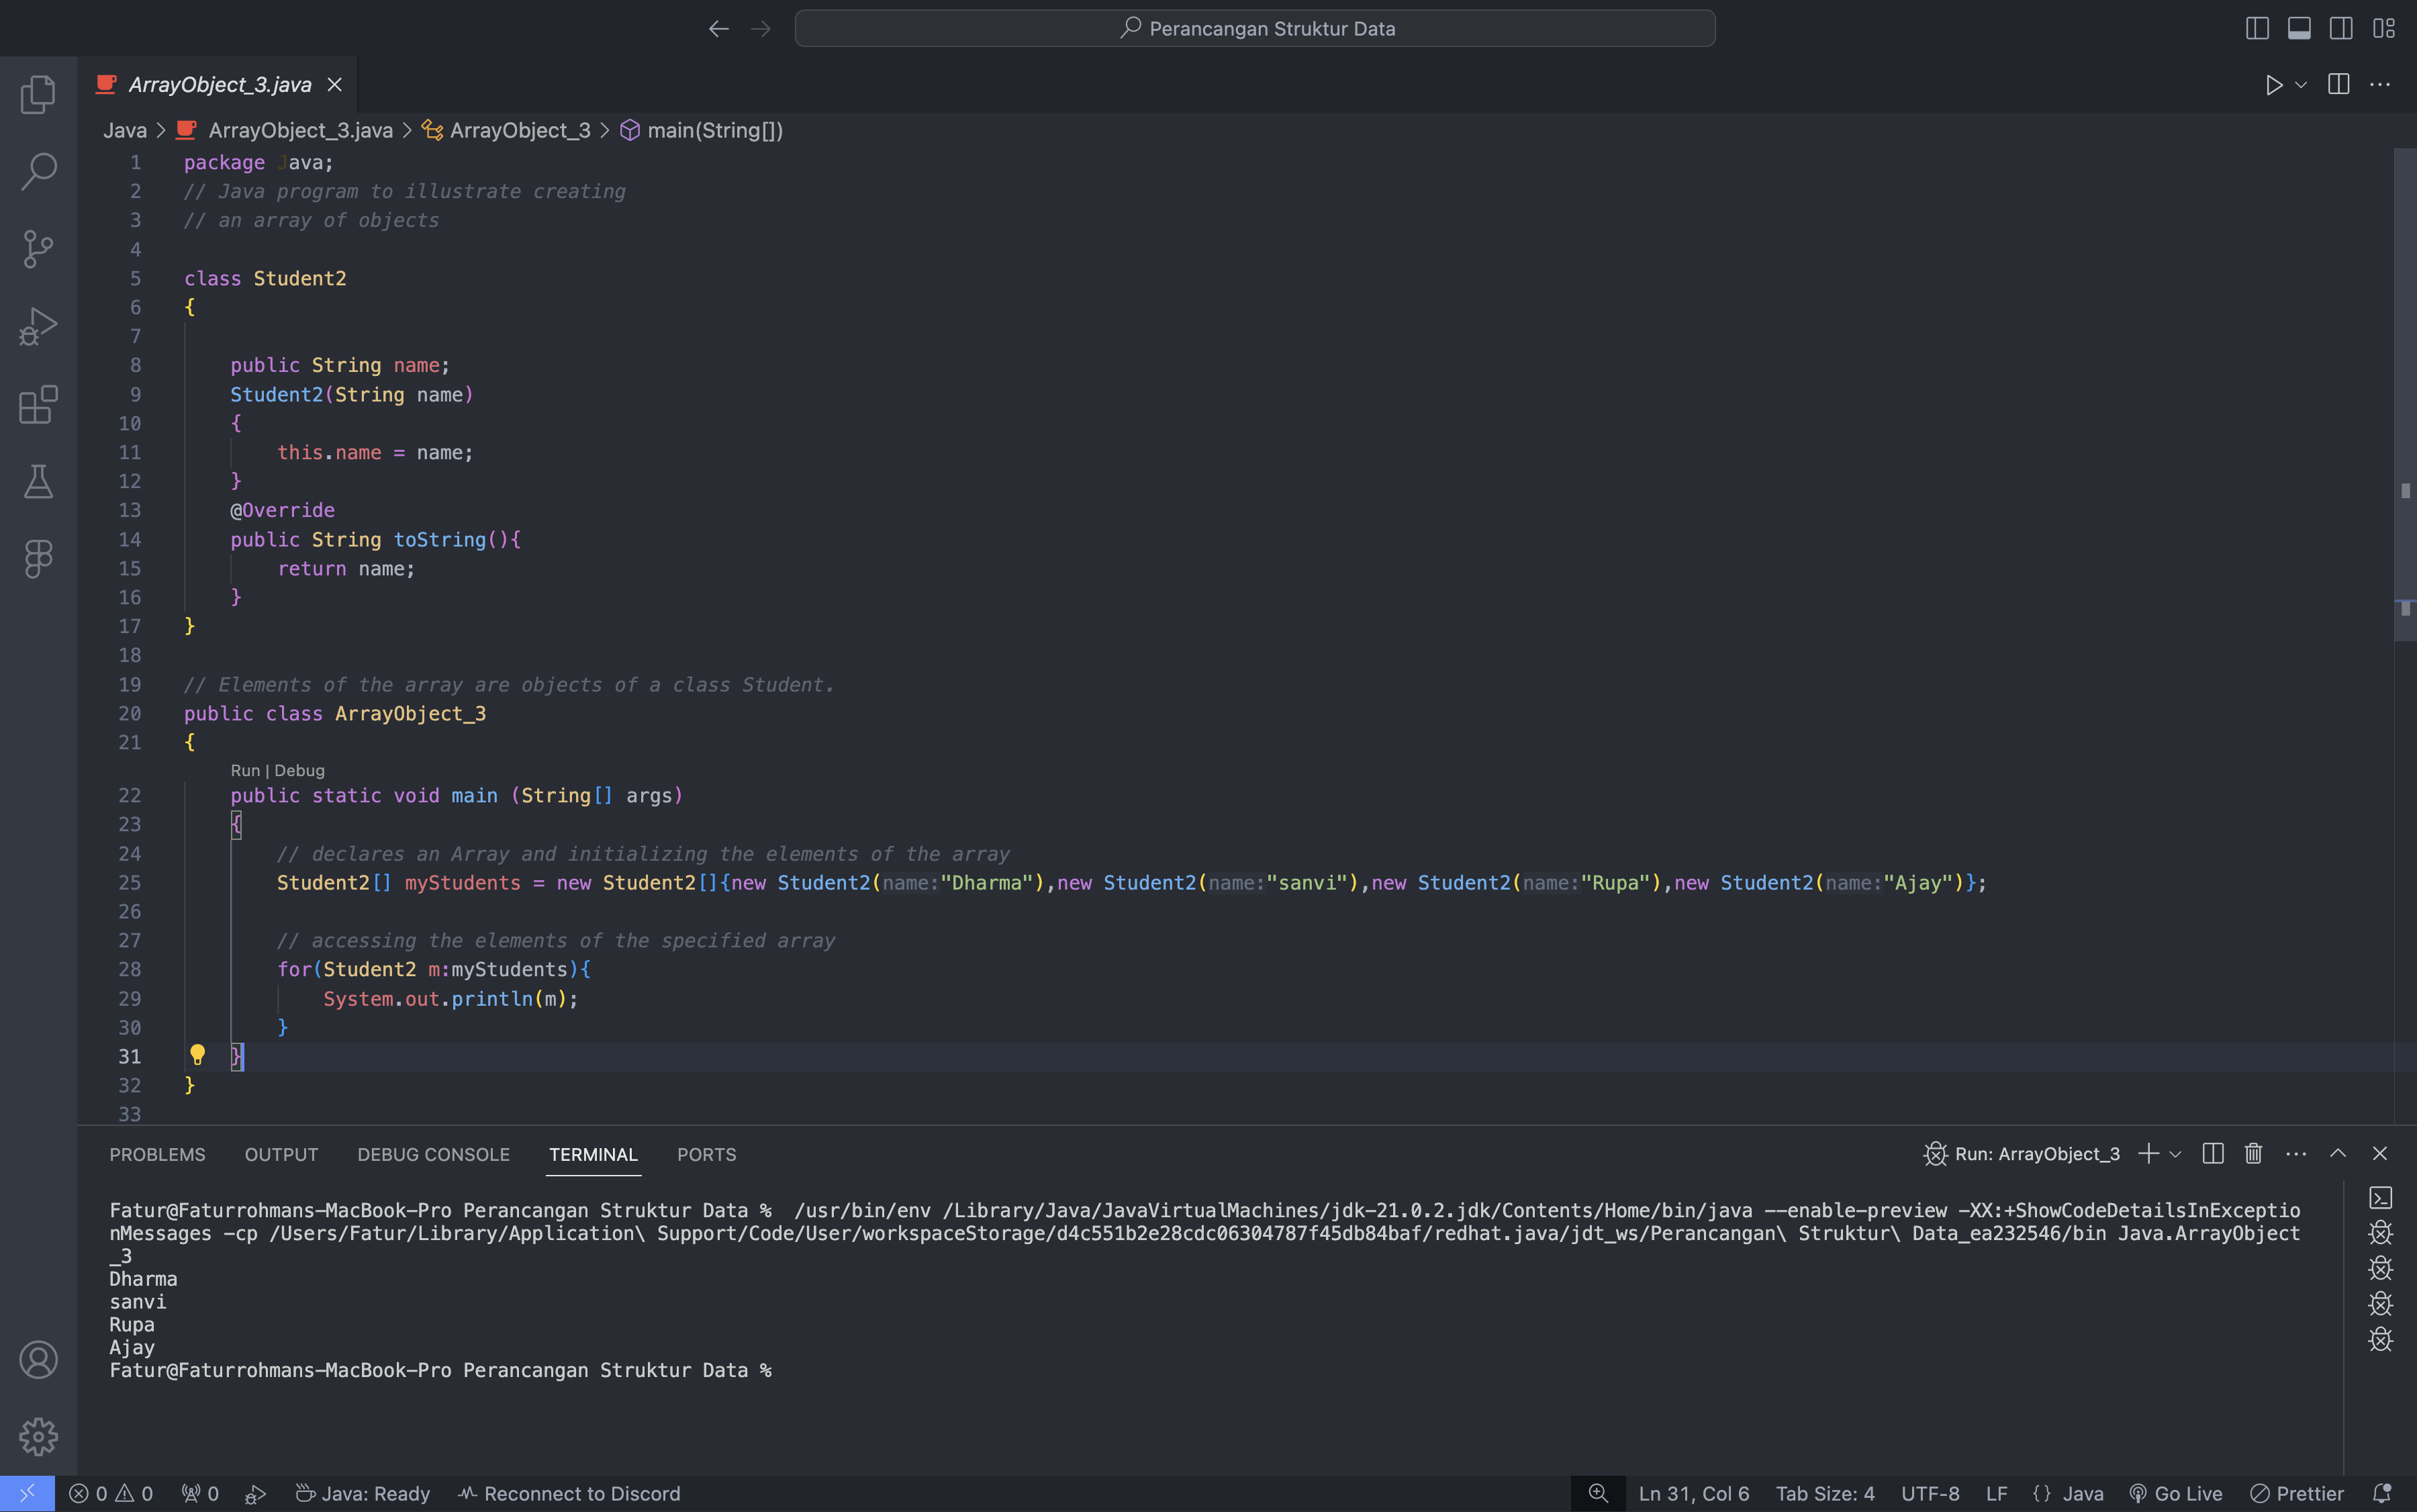 Perancangan Struktur Data
ArrayObject_3.java
Java > ArrayObject_3.java > ArrayObject_3 > main(String[])
1 package Java;
2 // Java program to illustrate creating
3 // an array of objects
4
5 class Student2
6 {
7
8 public String name;
9 Student2(String name)
10 {
11 this.name = name;
12 }
13 @Override
14 public String toString(){
15 return name;
16 }
17 }
18
19 // Elements of the array are objects of a class Student.
20 public class ArrayObject_3
21 {
Run | Debug
22 public static void main (String[] args)
23 {
24 // declares an Array and initializing the elements of the array
25 Student2[] myStudents = new Student2[]{new Student2(name:"Dharma"),new Student2(name:"sanvi"),new Student2(name:"Rupa"),new Student2(name:"Ajay")};
26
27 // accessing the elements of the specified array
28 for(Student2 m:myStudents){
29 System.out.println(m);
30 }
31 }
32 }
33
PROBLEMS OUTPUT DEBUG CONSOLE TERMINAL PORTS Run: ArrayObject_3
Fatur@Faturrohmans-MacBook-Pro Perancangan Struktur Data % /usr/bin/env /Library/Java/JavaVirtualMachines/jdk-21.0.2.jdk/Contents/Home/bin/java --enable-preview -XX:+ShowCodeDetailsInExceptio
nMessages -cp /Users/Fatur/Library/Application\ Support/Code/User/workspaceStorage/d4c551b2e28cdc06304787f45db84baf/redhat.java/jdt_ws/Perancangan\ Struktur\ Data_ea232546/bin Java.ArrayObject
_3
Dharma
sanvi
Rupa
Ajay
Fatur@Faturrohmans-MacBook-Pro Perancangan Struktur Data %
0 0 0 Java: Ready Reconnect to Discord Ln 31, Col 6 Tab Size: 4 UTF-8 LF {} Java Go Live Prettier